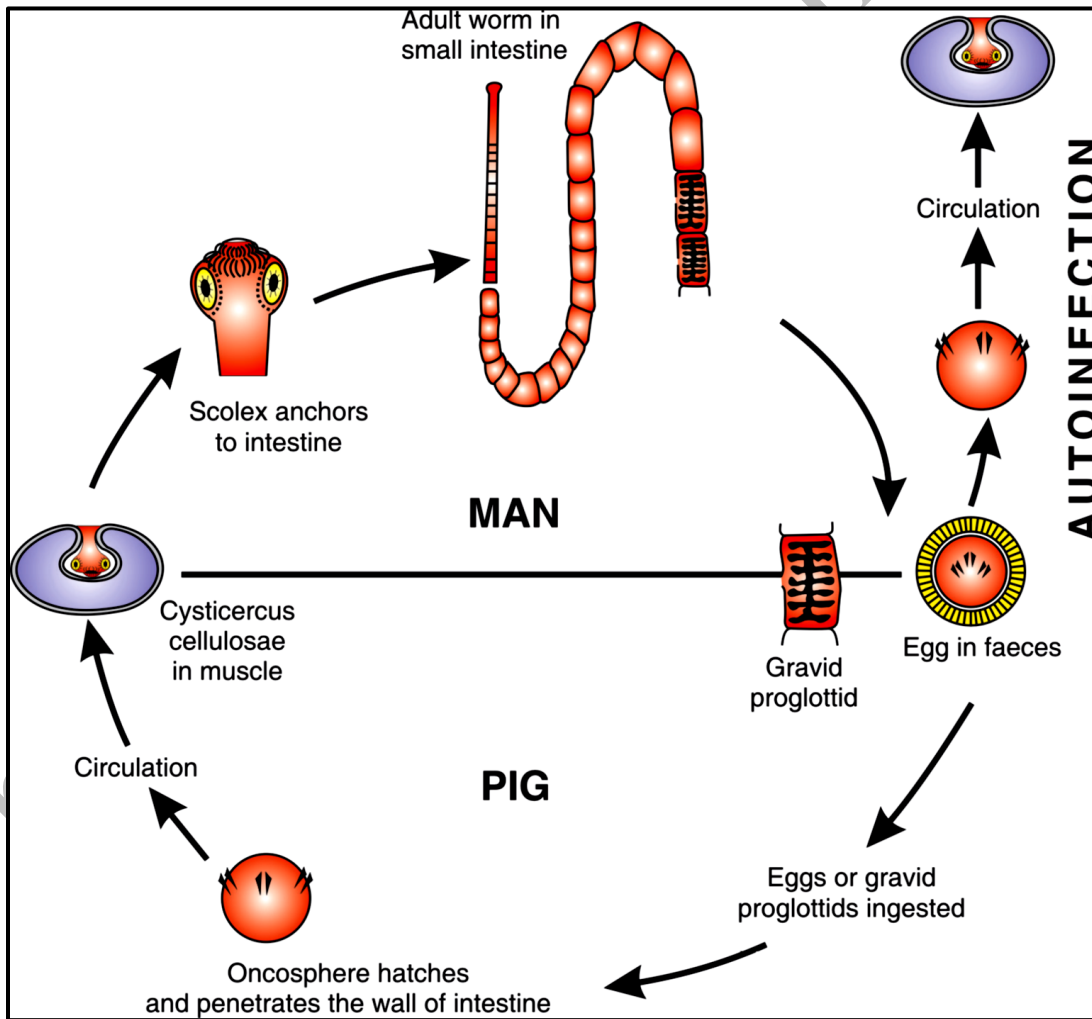 Adult worm in
small intestine
Circulation
AUTOINFECTION
Scolex anchors
to intestine
MAN
Cysticercus
cellulosae
in muscle
Gravid
proglottid
Egg in faeces
Circulation
PIG
Eggs or gravid
proglottids ingested
Oncosphere hatches
and penetrates the wall of intestine